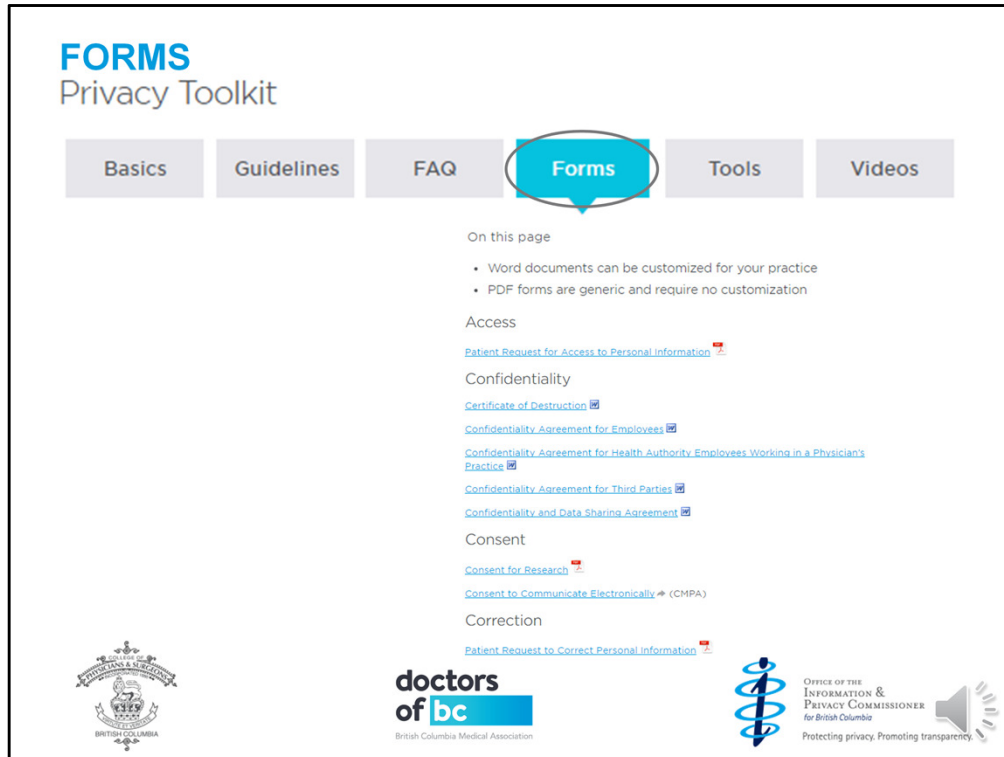 FORMS
Privacy Toolkit
Basics
Guidelines
FAQ
Forms
Tools
Videos
On this page
• Word documents can be customized for your practice
• PDF forms are generic and require no customization
Access
Patient Request for Access to Personal Information
Confidentiality
Certificate of Destruction
Confidentiality Agreement for Employees
Confidentiality Agreement for Health Authority Employees Working in a Physician's
Practice
Confidentiality Agreement for Third Parties
Confidentiality and Data Sharing Agreement
Consent
Consent for Research
Consent to Communicate Electronically (CMPA)
Correction
Patient Request to Correct Personal Information
COLLEGE OF
PHYSICIANS & SURGEONS
BRITISH COLUMBIA
doctors
of bc
British Columbia Medical Association
OFFICE OF THE
INFORMATION &
PRIVACY COMMISSIONER
for British Columbia
Protecting privacy. Promoting transparency.